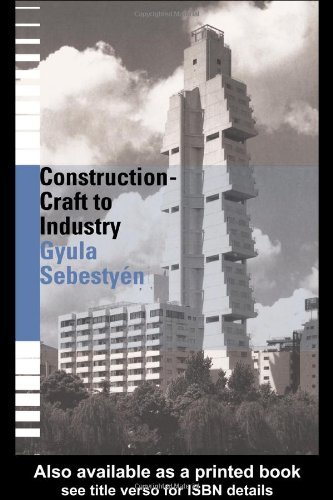 Construction-
Craft to
Industry
Gyula
Sebestyén
Also available as a printed book
see title verso for ISBN details